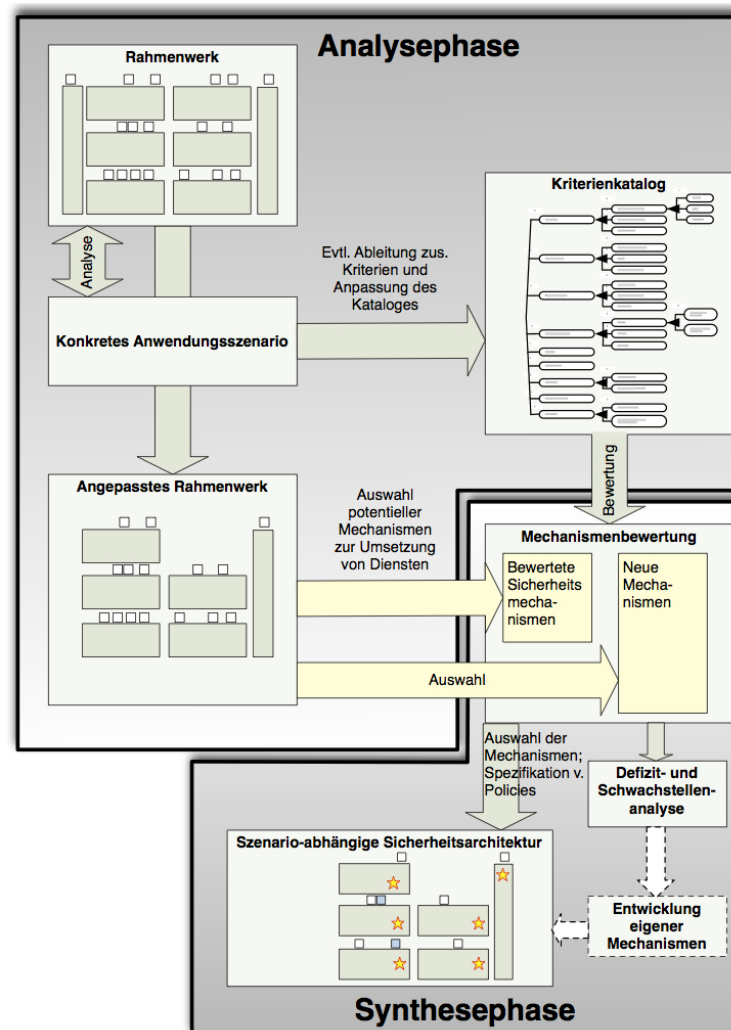 Analysephase
Rahmenwerk
Analyse
Konkretes Anwendungsszenario
Evtl. Ableitung zus.
Kriterien und
Anpassung des
Kataloges
Kriterienkatalog
Bewertung
Angepasstes Rahmenwerk
Auswahl
potentieller
Mechanismen
zur Umsetzung
von Diensten
Mechanismenbewertung
Bewertete
Sicherheits
mecha-
nismen
Neue
Mecha-
nismen
Auswahl
Auswahl der
Mechanismen;
Spezifikation v.
Policies
Defizit- und
Schwachstellen-
analyse
Szenario-abhängige Sicherheitsarchitektur
Entwicklung
eigener
Mechanismen
Synthesephase